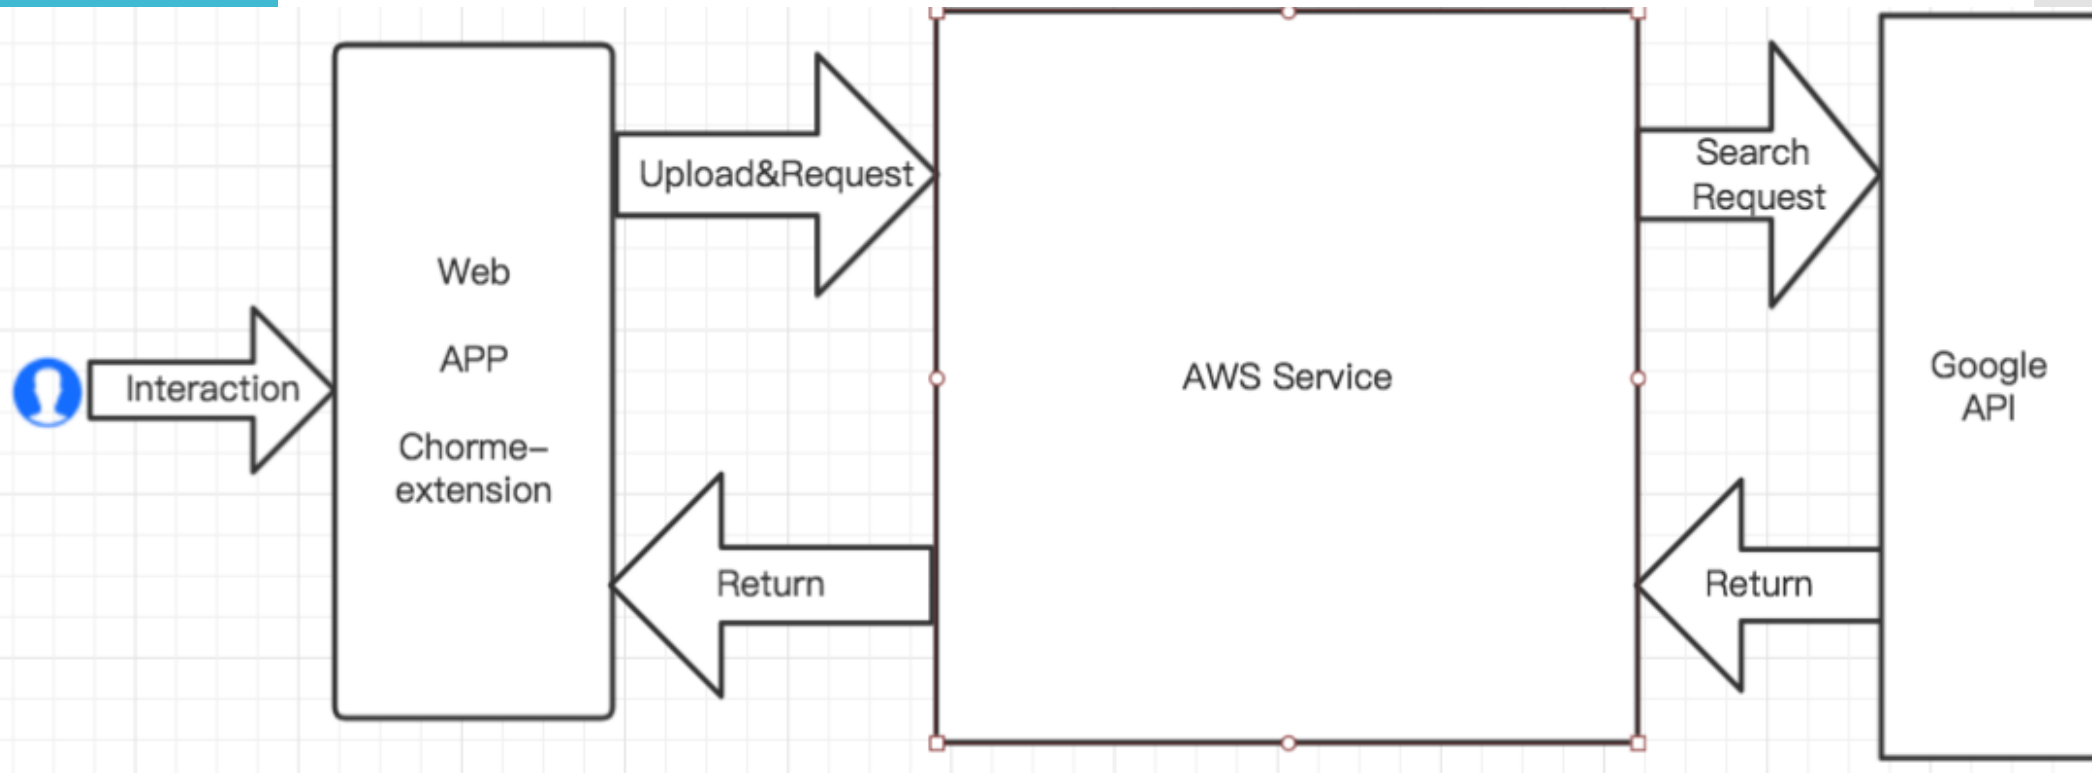 Interaction
Web
APP
Chorme-
extension
Upload&Request
Return
AWS Service
Search
Request
Return
Google
API